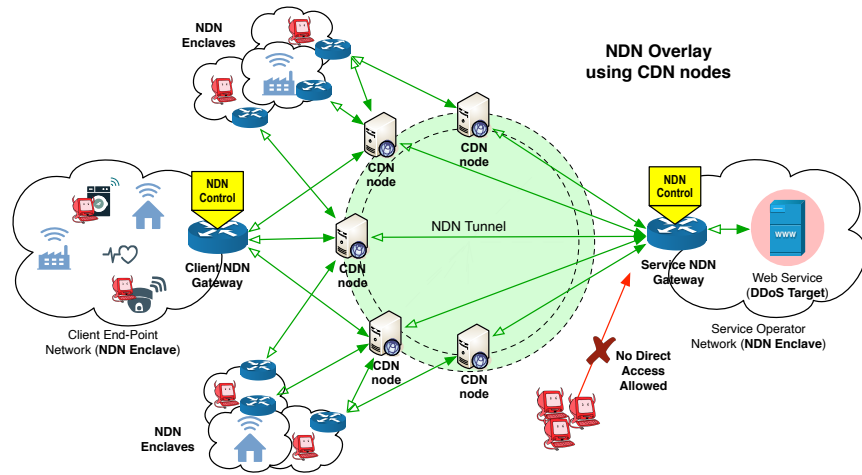 NDN
Enclaves
NDN Overlay
using CDN nodes
CDN
node
CDN
node
NDN
Control
NDN
Control
NDN Tunnel
WWW
Client NDN
Gateway
CDN
node
Service NDN
Gateway
Web Service
(DDoS Target)
Client End-Point
Network (NDN Enclave)
Service Operator
Network (NDN Enclave)
CDN
node
CDN
node
No Direct
Access
Allowed
NDN
Enclaves